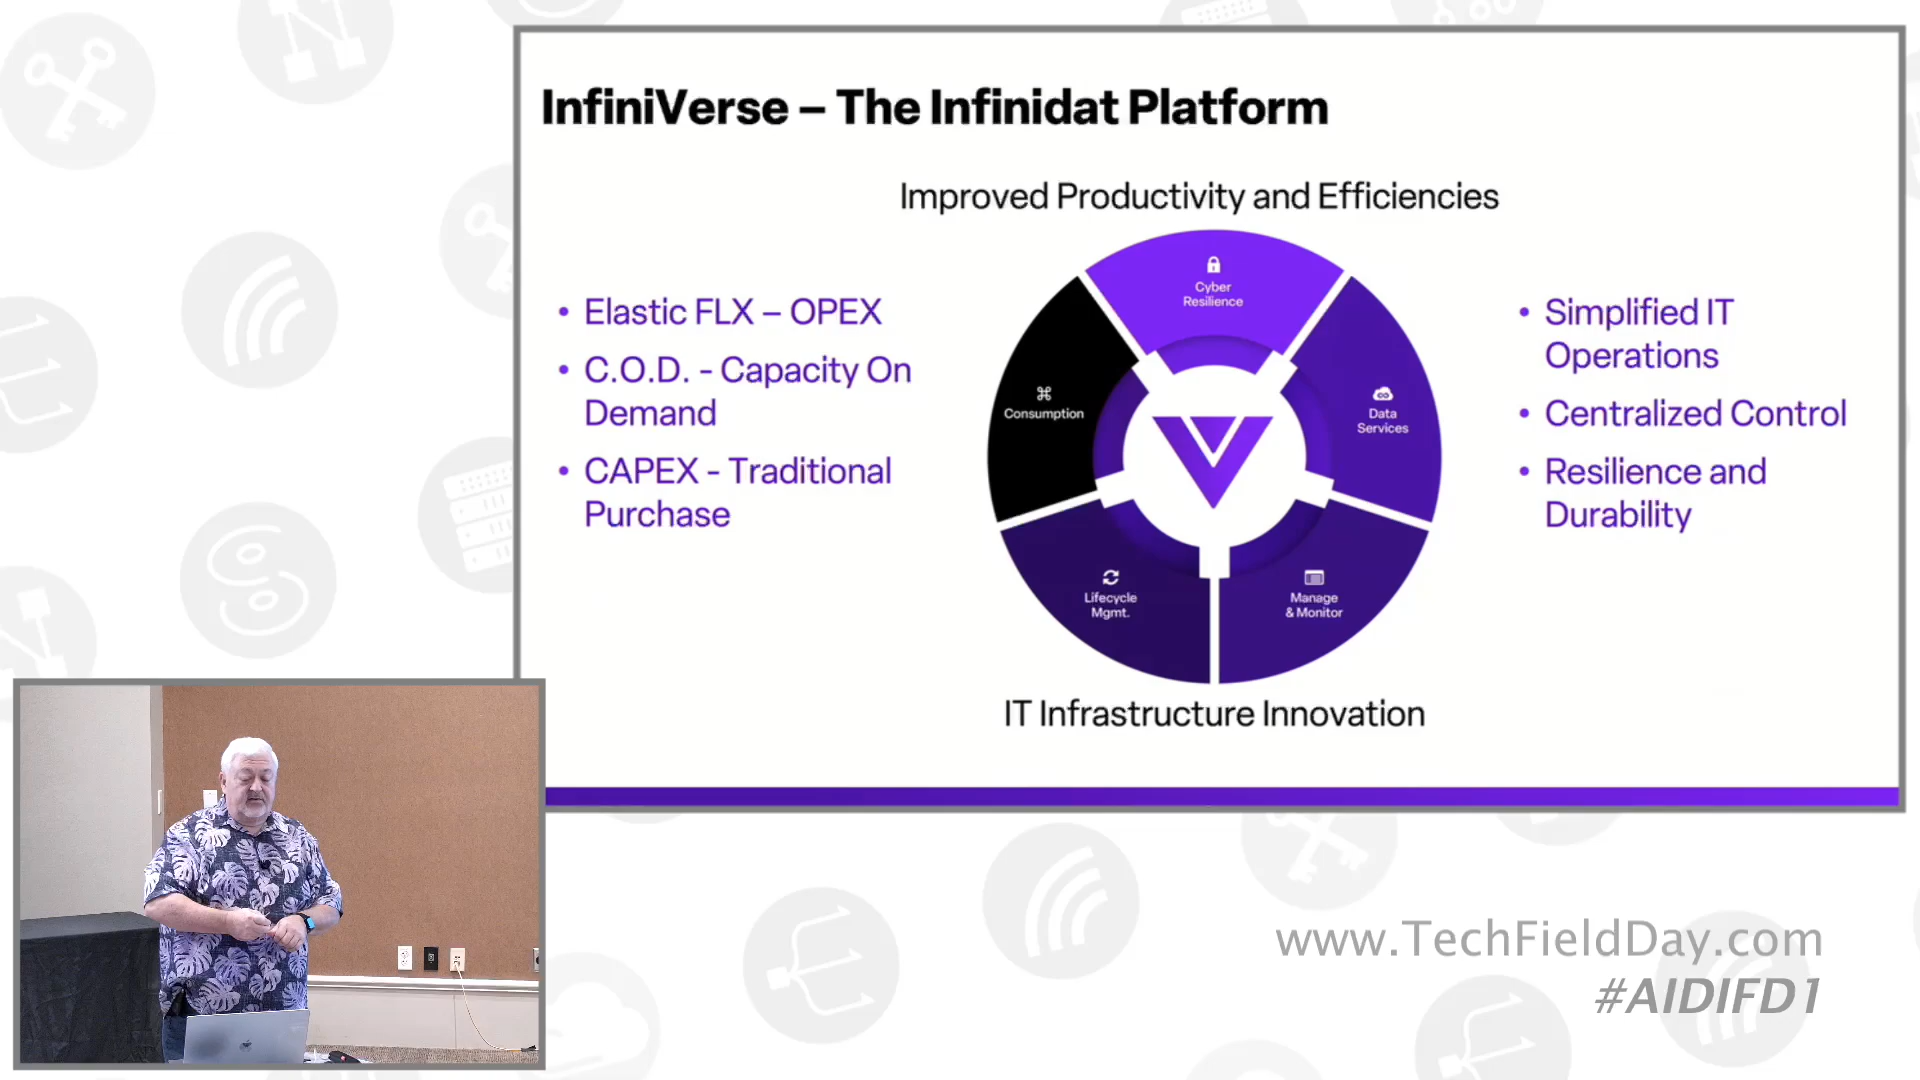 InfiniVerse – The Infinidat Platform
Improved Productivity and Efficiencies
• Elastic FLX – OPEX
• C.O.D. - Capacity On
Demand
• CAPEX - Traditional
Purchase
Cyber
Resilience
Consumption
Data
Services
Lifecycle
Mgmt.
Manage
& Monitor
• Simplified IT
Operations
• Centralized Control
• Resilience and
Durability
IT Infrastructure Innovation
www.TechFieldDay.com
#AIDIFD1